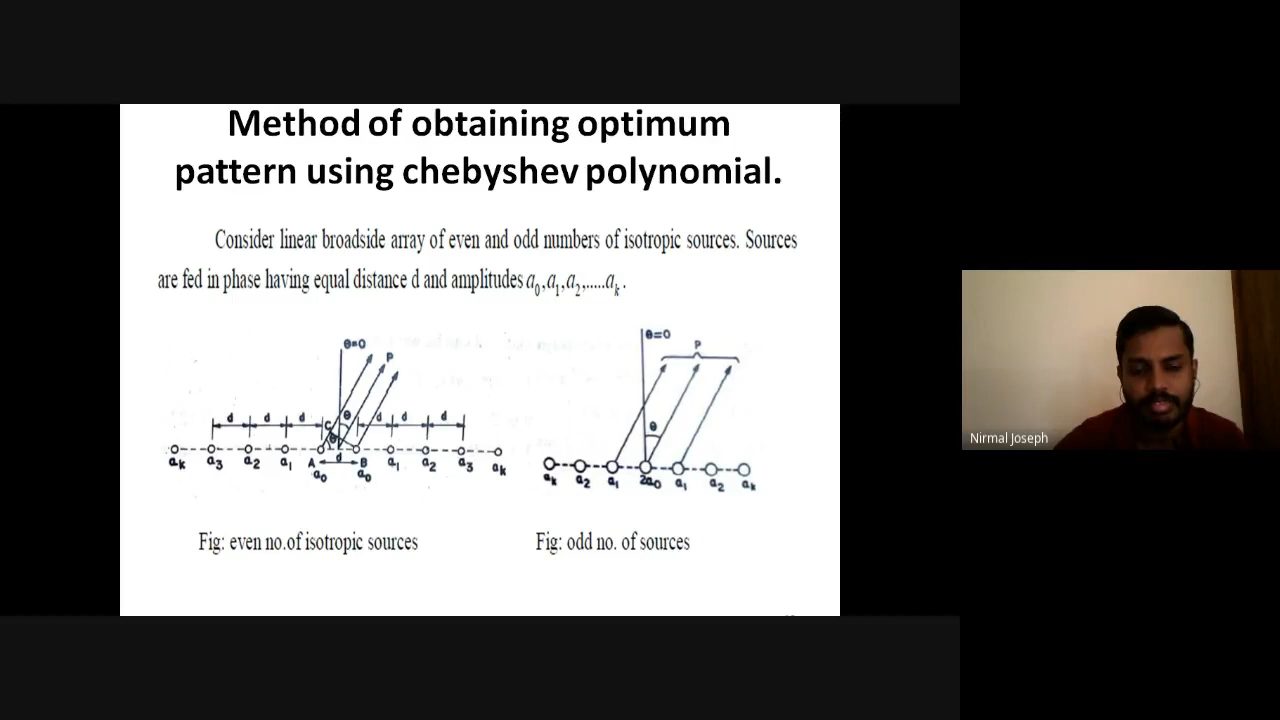 Method of obtaining optimum
pattern using chebyshev polynomial.
Consider linear broadside array of even and odd numbers of isotropic sources. Sources
are fed in phase having equal distance d and amplitudes a₀,a₁,a₂,.....aₖ.
θ=0 P
d d d C θ d d d
θ
aₖ a₃ a₂ a₁ A d B a₁ a₂ a₃ aₖ
a₀ a₀
θ=0 P
θ
aₖ a₂ a₁ 2a₀ a₁ a₂ aₖ
Fig: even no.of isotropic sources
Fig: odd no. of sources
Nirmal Joseph